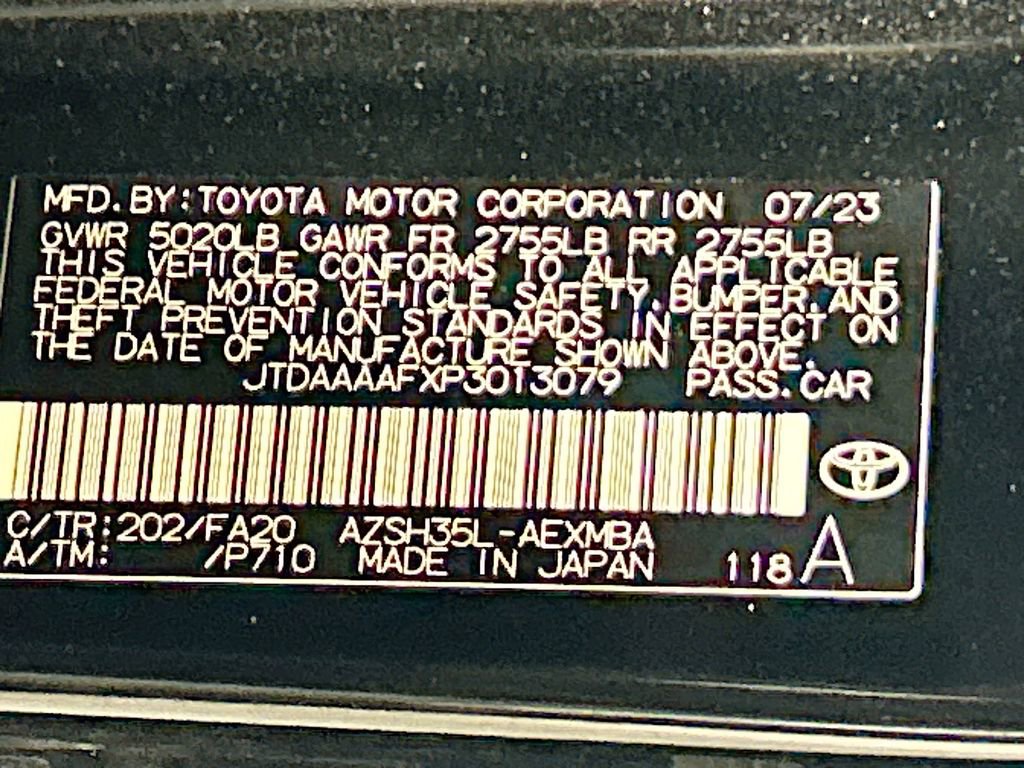 MFD.BY:TOYOTA MOTOR CORPORATION 07/23
GVWR 5020LB GAWR FR 2755LB RR 2755LB
THIS VEHICLE CONFORMS TO ALL APPLICABLE
FEDERAL MOTOR VEHICLE SAFETY,BUMPER,AND
THEFT PREVENTION STANDARDS IN EFFECT ON
THE DATE OF MANUFACTURE SHOWN ABOVE.
JTDAAAAFXP3013079 PASS.CAR
C/TR:202/FA20 AZSH35L-AEXMBA
A/TM: /P710 MADE IN JAPAN 118 A